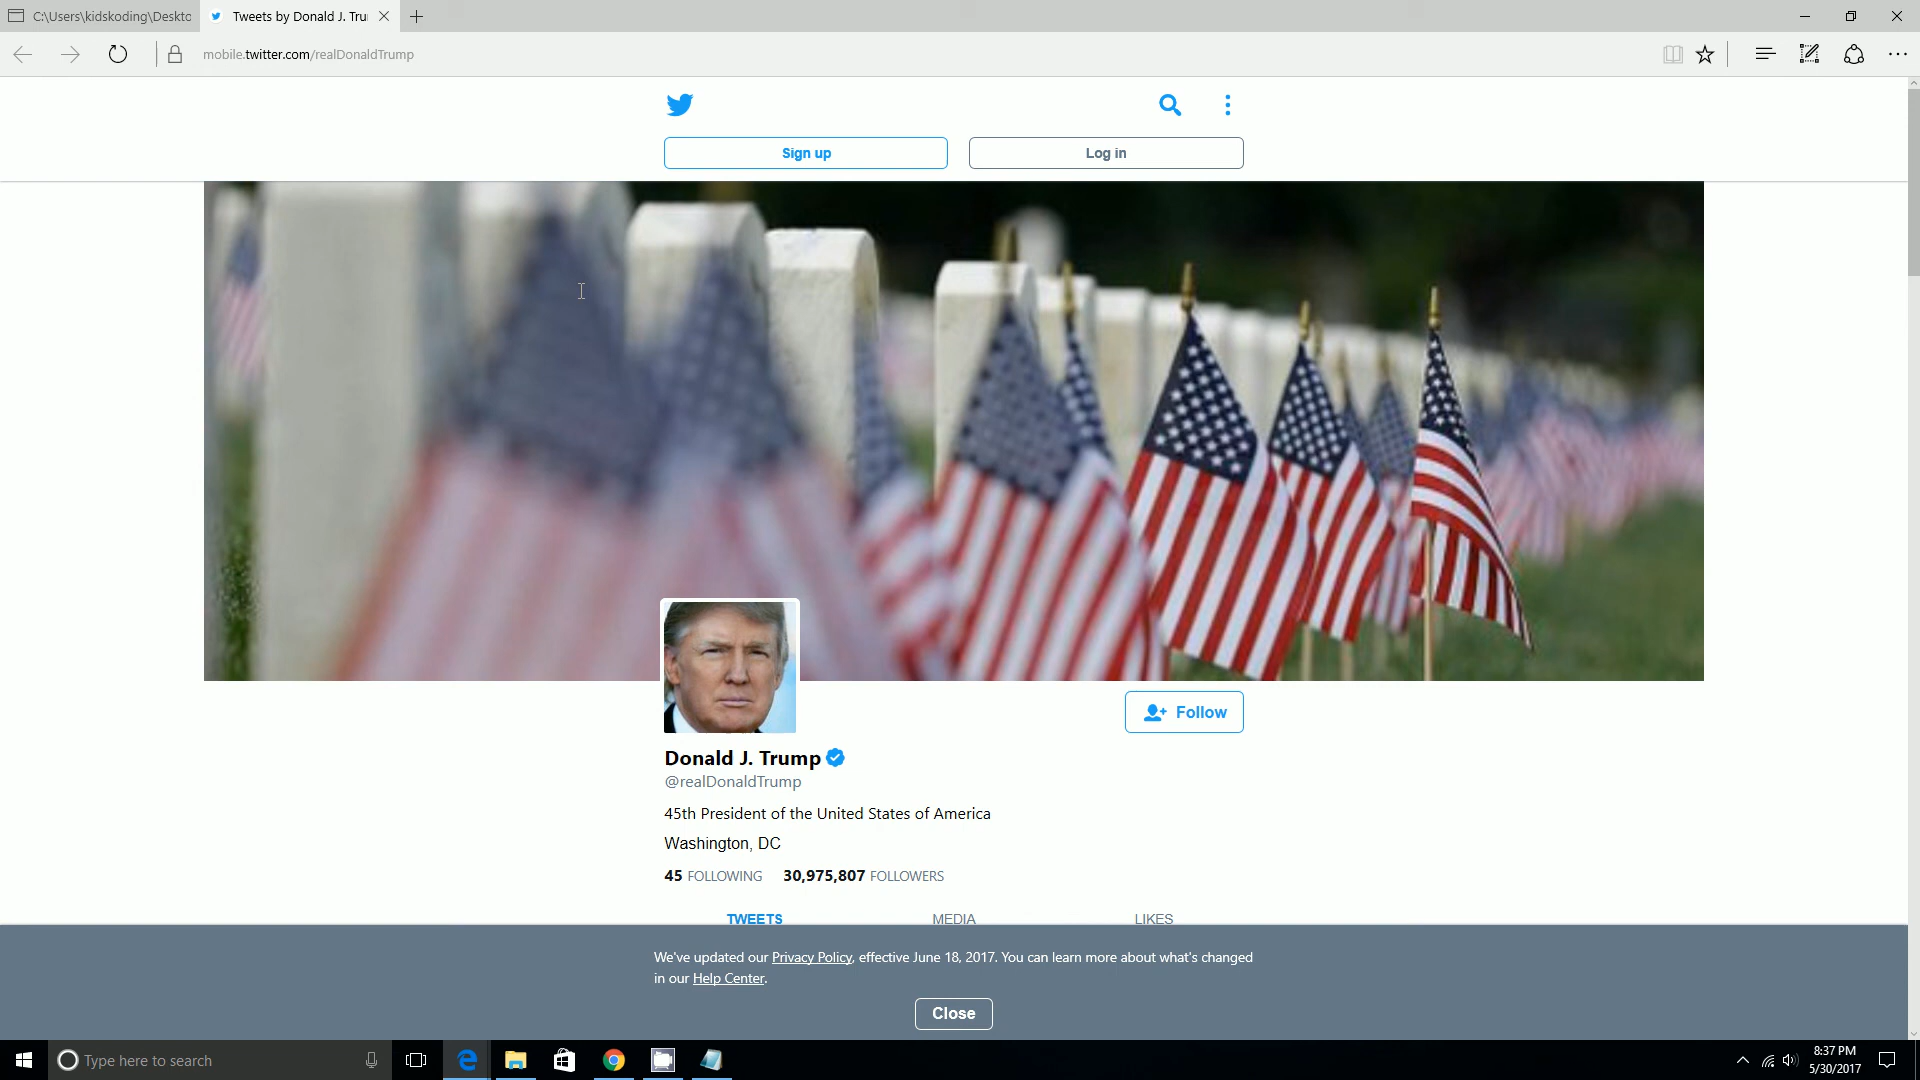 C:\Users\kidskoding\Deskto
Tweets by Donald J. Tru
mobile.twitter.com/realDonaldTrump
Sign up
Log in
Follow
Donald J. Trump
@realDonaldTrump
45th President of the United States of America
Washington, DC
45 FOLLOWING 30,975,807 FOLLOWERS
TWEETS MEDIA LIKES
We've updated our Privacy Policy, effective June 18, 2017. You can learn more about what's changed
in our Help Center.
Close
Type here to search
8:37 PM
5/30/2017